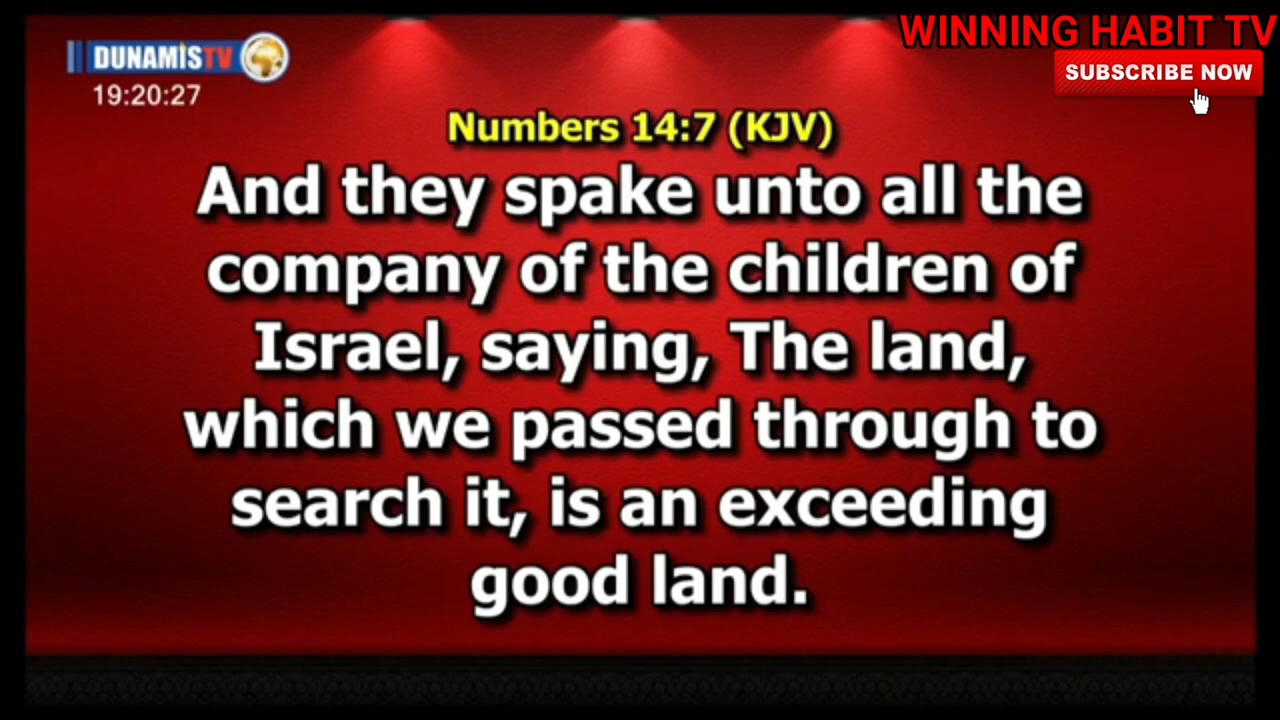 WINNING HABIT TV
DUNAMIS TV
SUBSCRIBE NOW
19:20:27
Numbers 14:7 (KJV)
And they spake unto all the
company of the children of
Israel, saying, The land,
which we passed through to
search it, is an exceeding
good land.